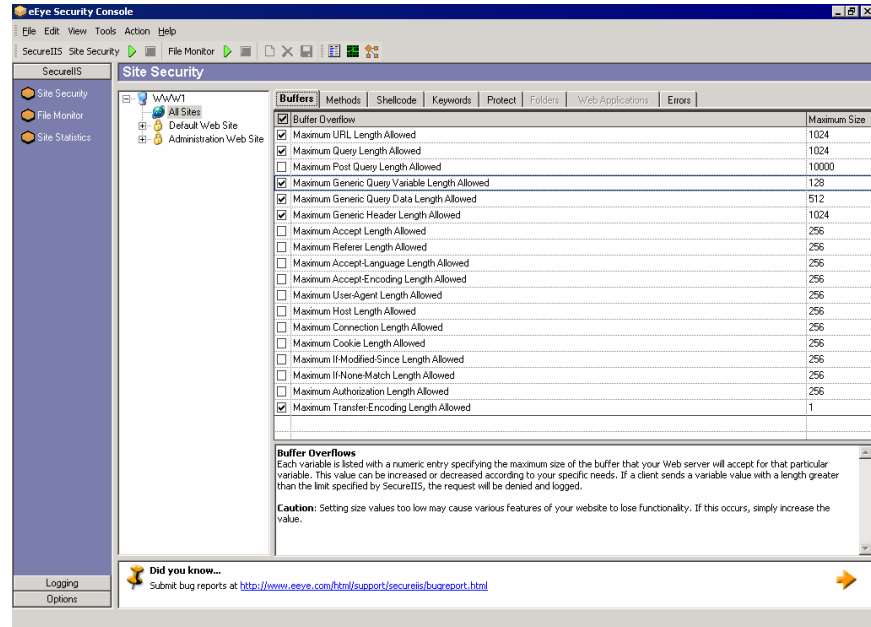 eEye Security Console
File Edit View Tools Action Help
SecureIIS Site Security File Monitor
SecureIIS
Site Security
File Monitor
Site Statistics
Logging
Options
Site Security
WWW1
All Sites
Default Web Site
Administration Web Site
Buffers Methods Shellcode Keywords Protect Folders Web Applications Errors
Buffer Overflow Maximum Size
Maximum URL Length Allowed 1024
Maximum Query Length Allowed 1024
Maximum Post Query Length Allowed 10000
Maximum Generic Query Variable Length Allowed 128
Maximum Generic Query Data Length Allowed 512
Maximum Generic Header Length Allowed 1024
Maximum Accept Length Allowed 256
Maximum Referer Length Allowed 256
Maximum Accept-Language Length Allowed 256
Maximum Accept-Encoding Length Allowed 256
Maximum User-Agent Length Allowed 256
Maximum Host Length Allowed 256
Maximum Connection Length Allowed 256
Maximum Cookie Length Allowed 256
Maximum If-Modified-Since Length Allowed 256
Maximum If-None-Match Length Allowed 256
Maximum Authorization Length Allowed 256
Maximum Transfer-Encoding Length Allowed 1
Buffer Overflows
Each variable is listed with a numeric entry specifying the maximum size of the buffer that your Web server will accept for that particular
variable. This value can be increased or decreased according to your specific needs. If a client sends a variable value with a length greater
than the limit specified by SecureIIS, the request will be denied and logged.
Caution: Setting size values too low may cause various features of your website to lose functionality. If this occurs, simply increase the
value.
Did you know...
Submit bug reports at http://www.eeye.com/html/support/secureiis/bugreport.html